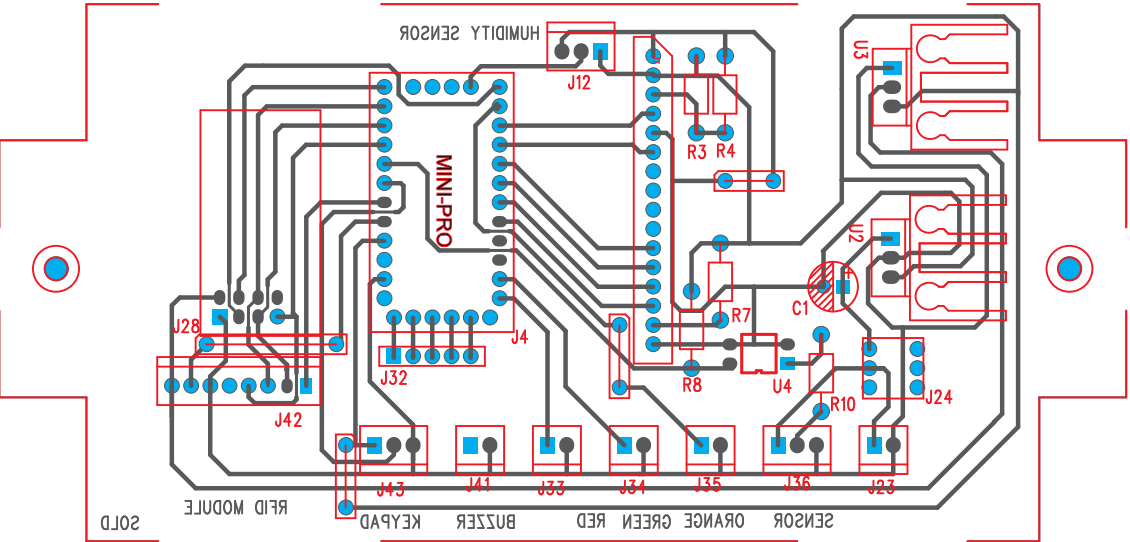 HUMIDITY SENSOR
J12
U3
R3 R4
MINI-PRO
U2
+
C1
J28
J4
R7
J32
R8
U4
R10
J24
J42
J43
J41
J33
J34
J35
J36
J23
SOLD
RFID MODULE
KEYPAD
BUZZER
RED
GREEN
ORANGE
SENSOR